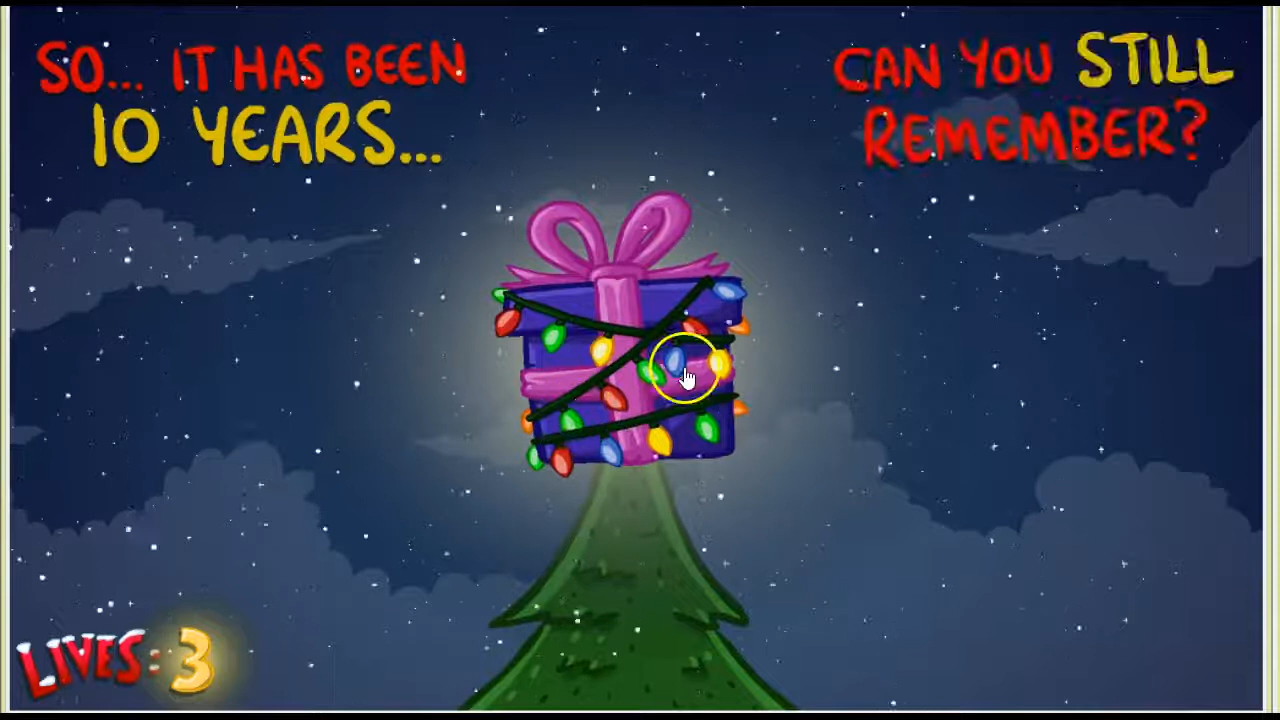 SO... IT HAS BEEN
10 YEARS...
CAN YOU STILL
REMEMBER?
LIVES: 3